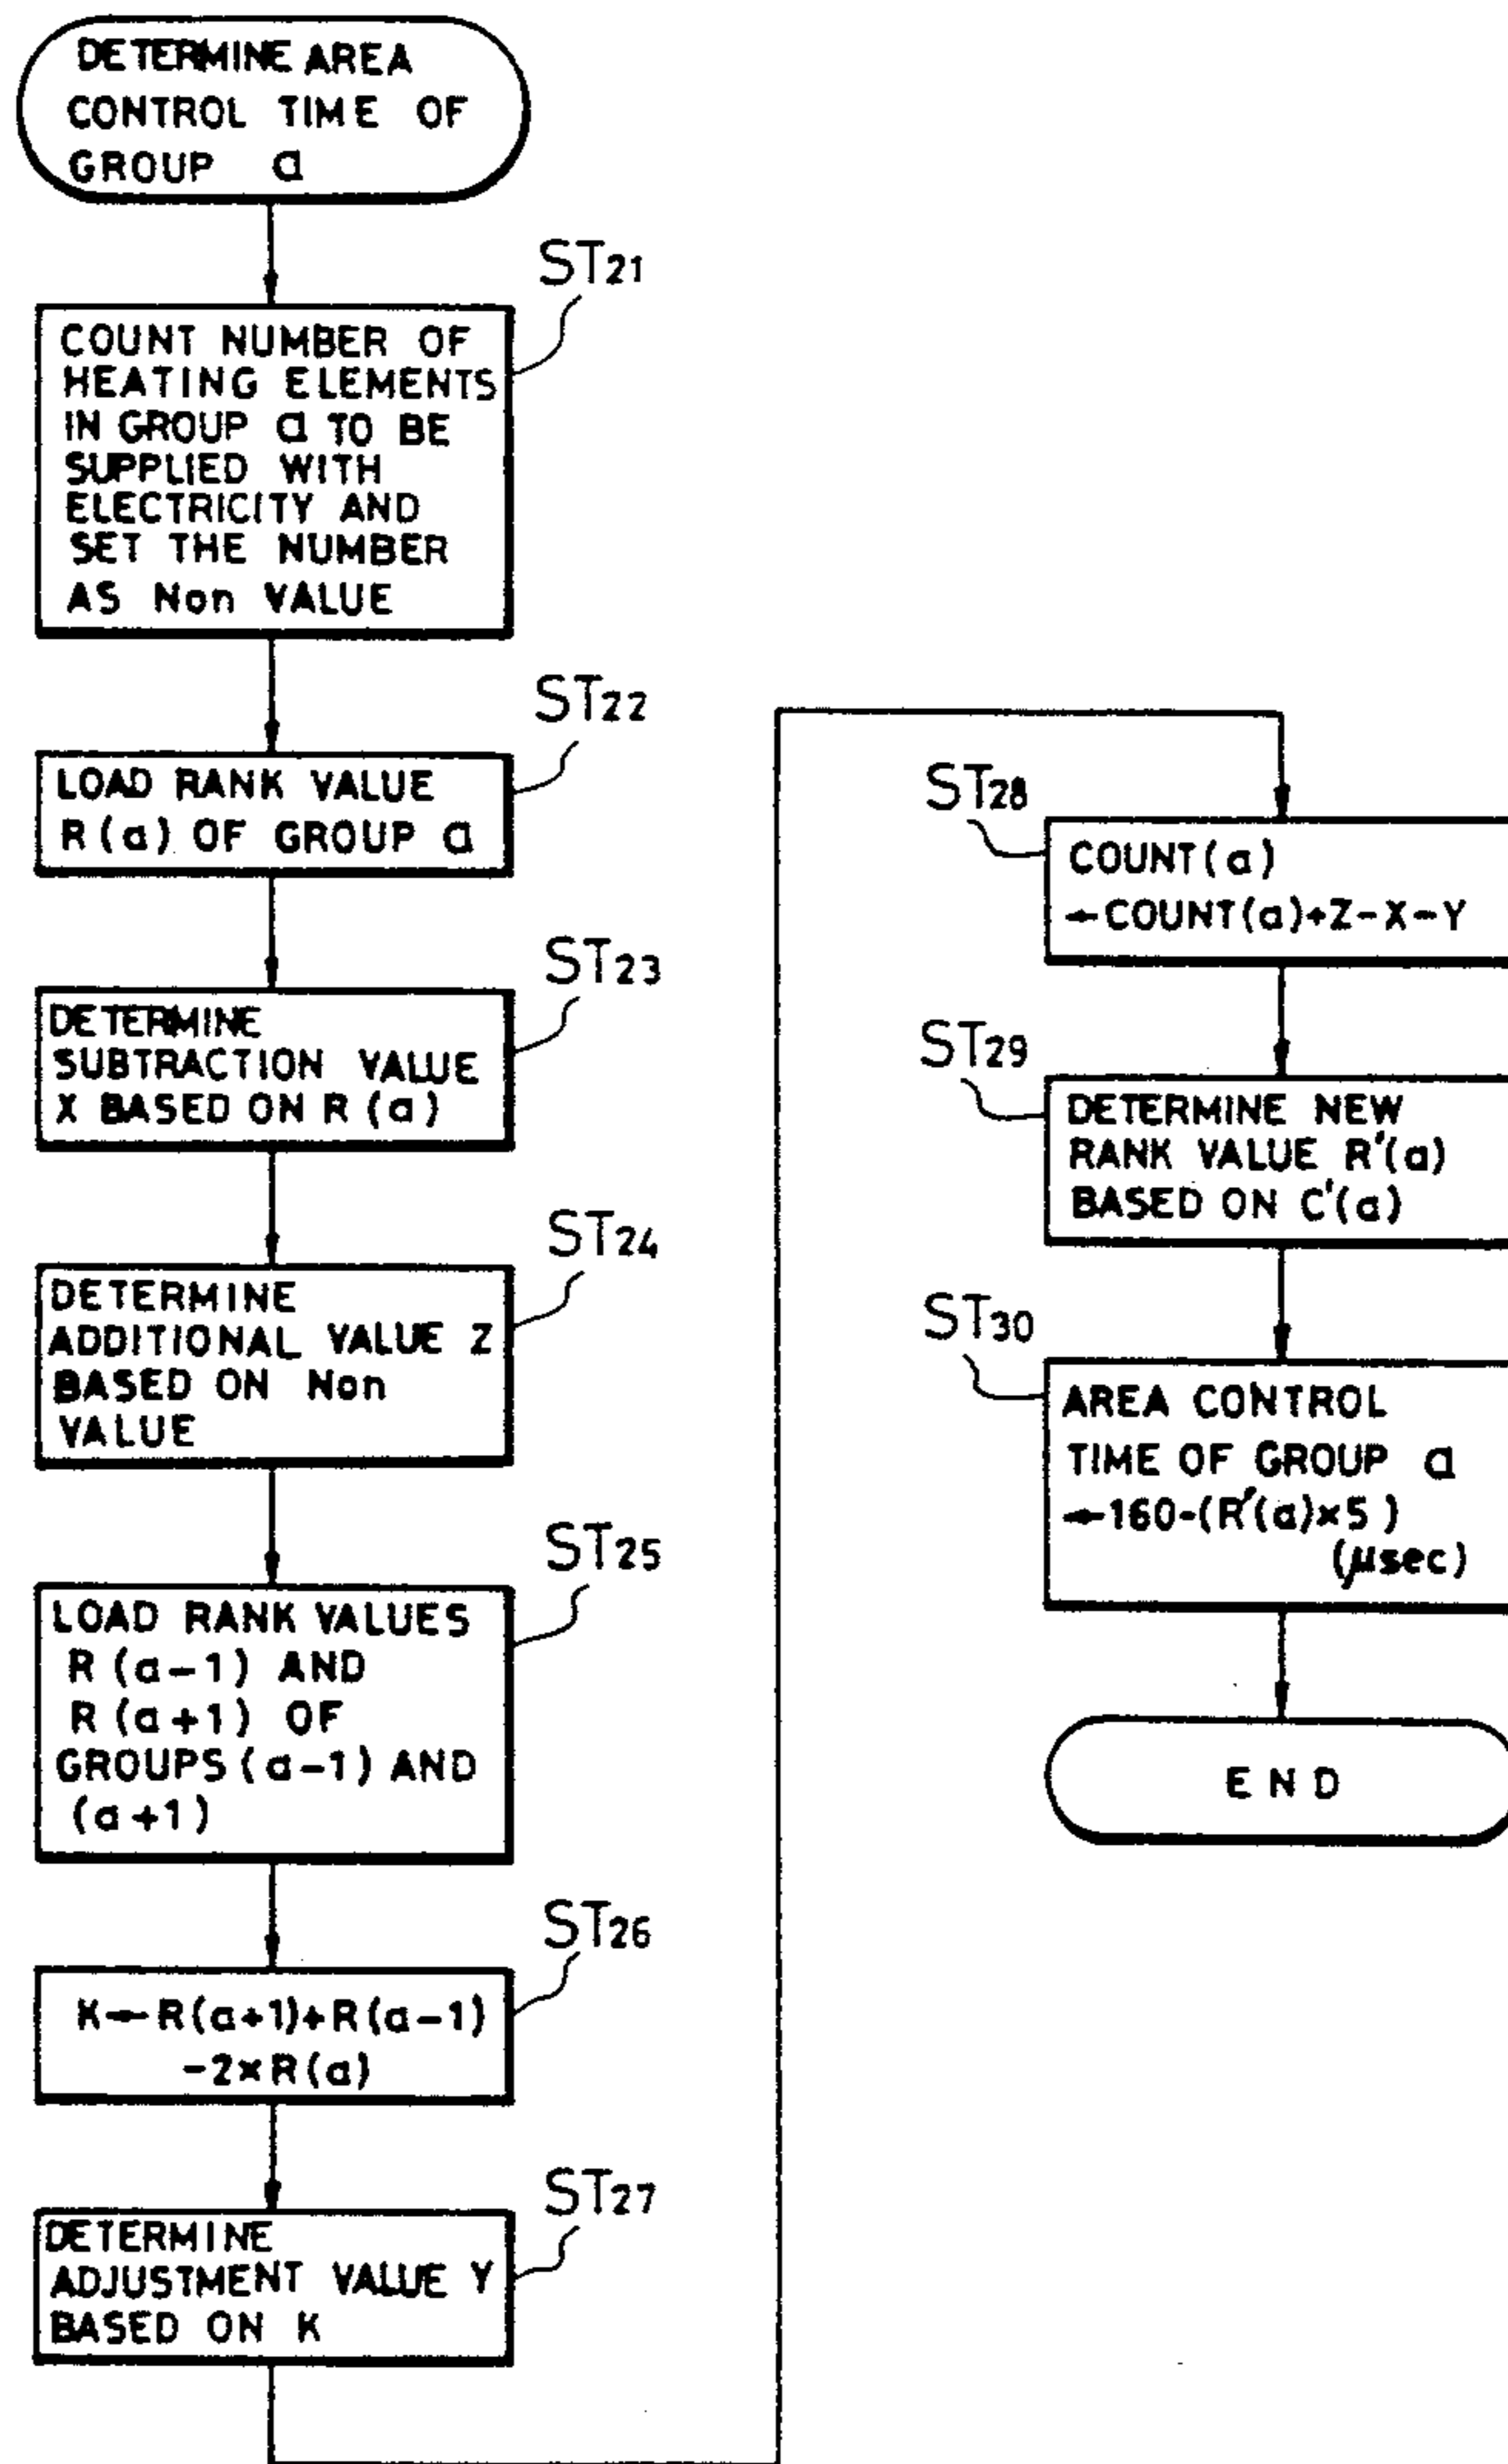 DETERMINE AREA
CONTROL TIME OF
GROUP a
ST21
COUNT NUMBER OF
HEATING ELEMENTS
IN GROUP a TO BE
SUPPLIED WITH
ELECTRICITY AND
SET THE NUMBER
AS Non VALUE
ST22
LOAD RANK VALUE
R(a) OF GROUP a
ST23
DETERMINE
SUBTRACTION VALUE
X BASED ON R(a)
ST24
DETERMINE
ADDITIONAL VALUE Z
BASED ON Non
VALUE
ST25
LOAD RANK VALUES
R(a-1) AND
R(a+1) OF
GROUPS(a-1) AND
(a+1)
ST26
K←R(a+1)+R(a-1)
-2×R(a)
ST27
DETERMINE
ADJUSTMENT VALUE Y
BASED ON K
ST28
COUNT(a)
←COUNT(a)+Z-X-Y
ST29
DETERMINE NEW
RANK VALUE R'(a)
BASED ON C'(a)
ST30
AREA CONTROL
TIME OF GROUP a
←160-(R'(a)×5)
(μsec)
END